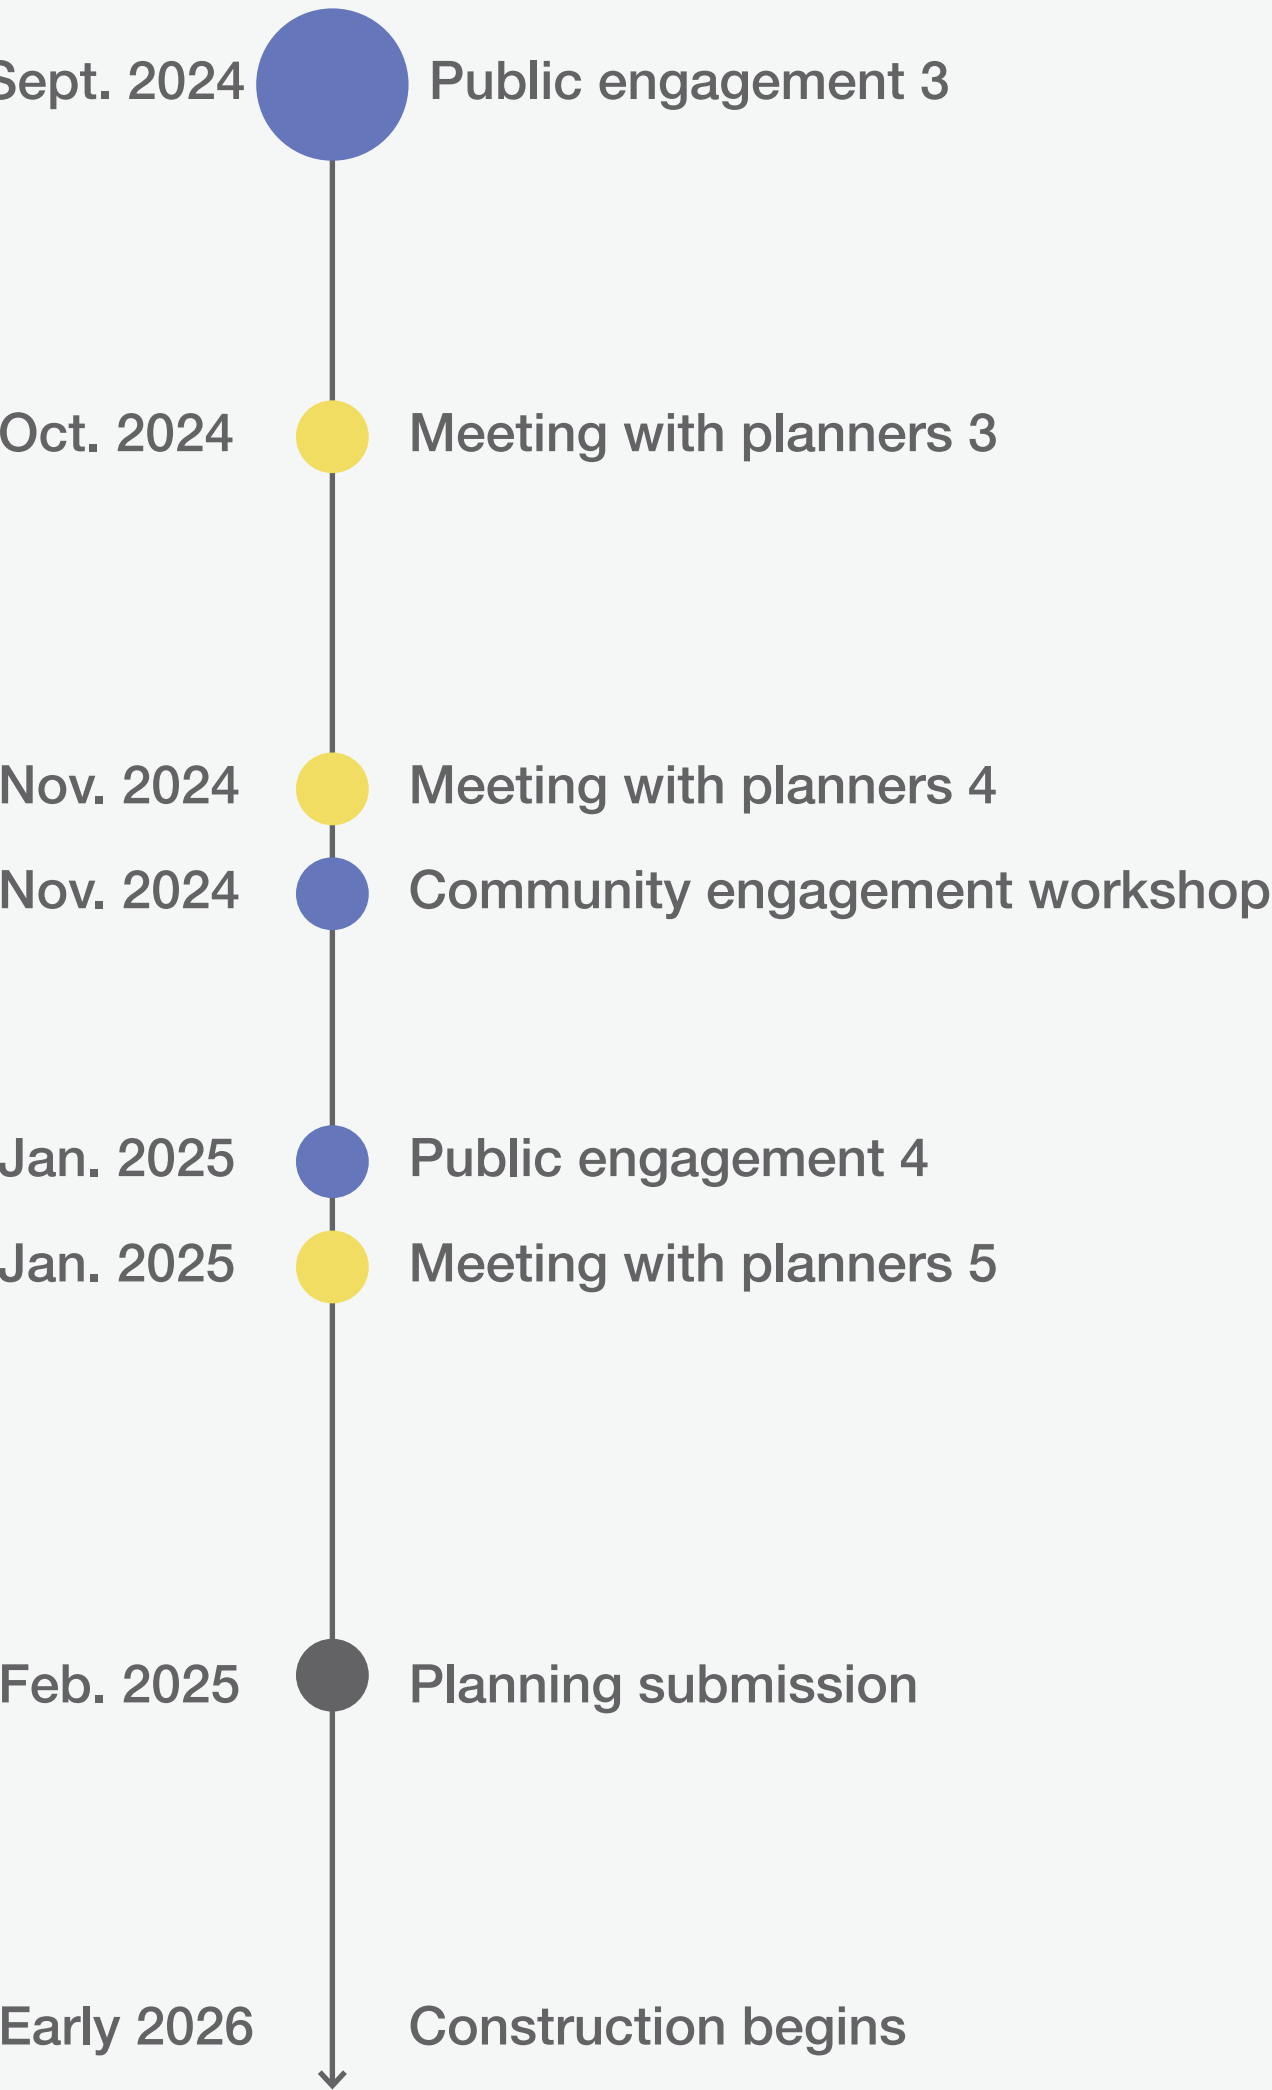 Sept. 2024 Public engagement 3
Oct. 2024 Meeting with planners 3
Nov. 2024 Meeting with planners 4
Nov. 2024 Community engagement workshop
Jan. 2025 Public engagement 4
Jan. 2025 Meeting with planners 5
Feb. 2025 Planning submission
Early 2026 Construction begins